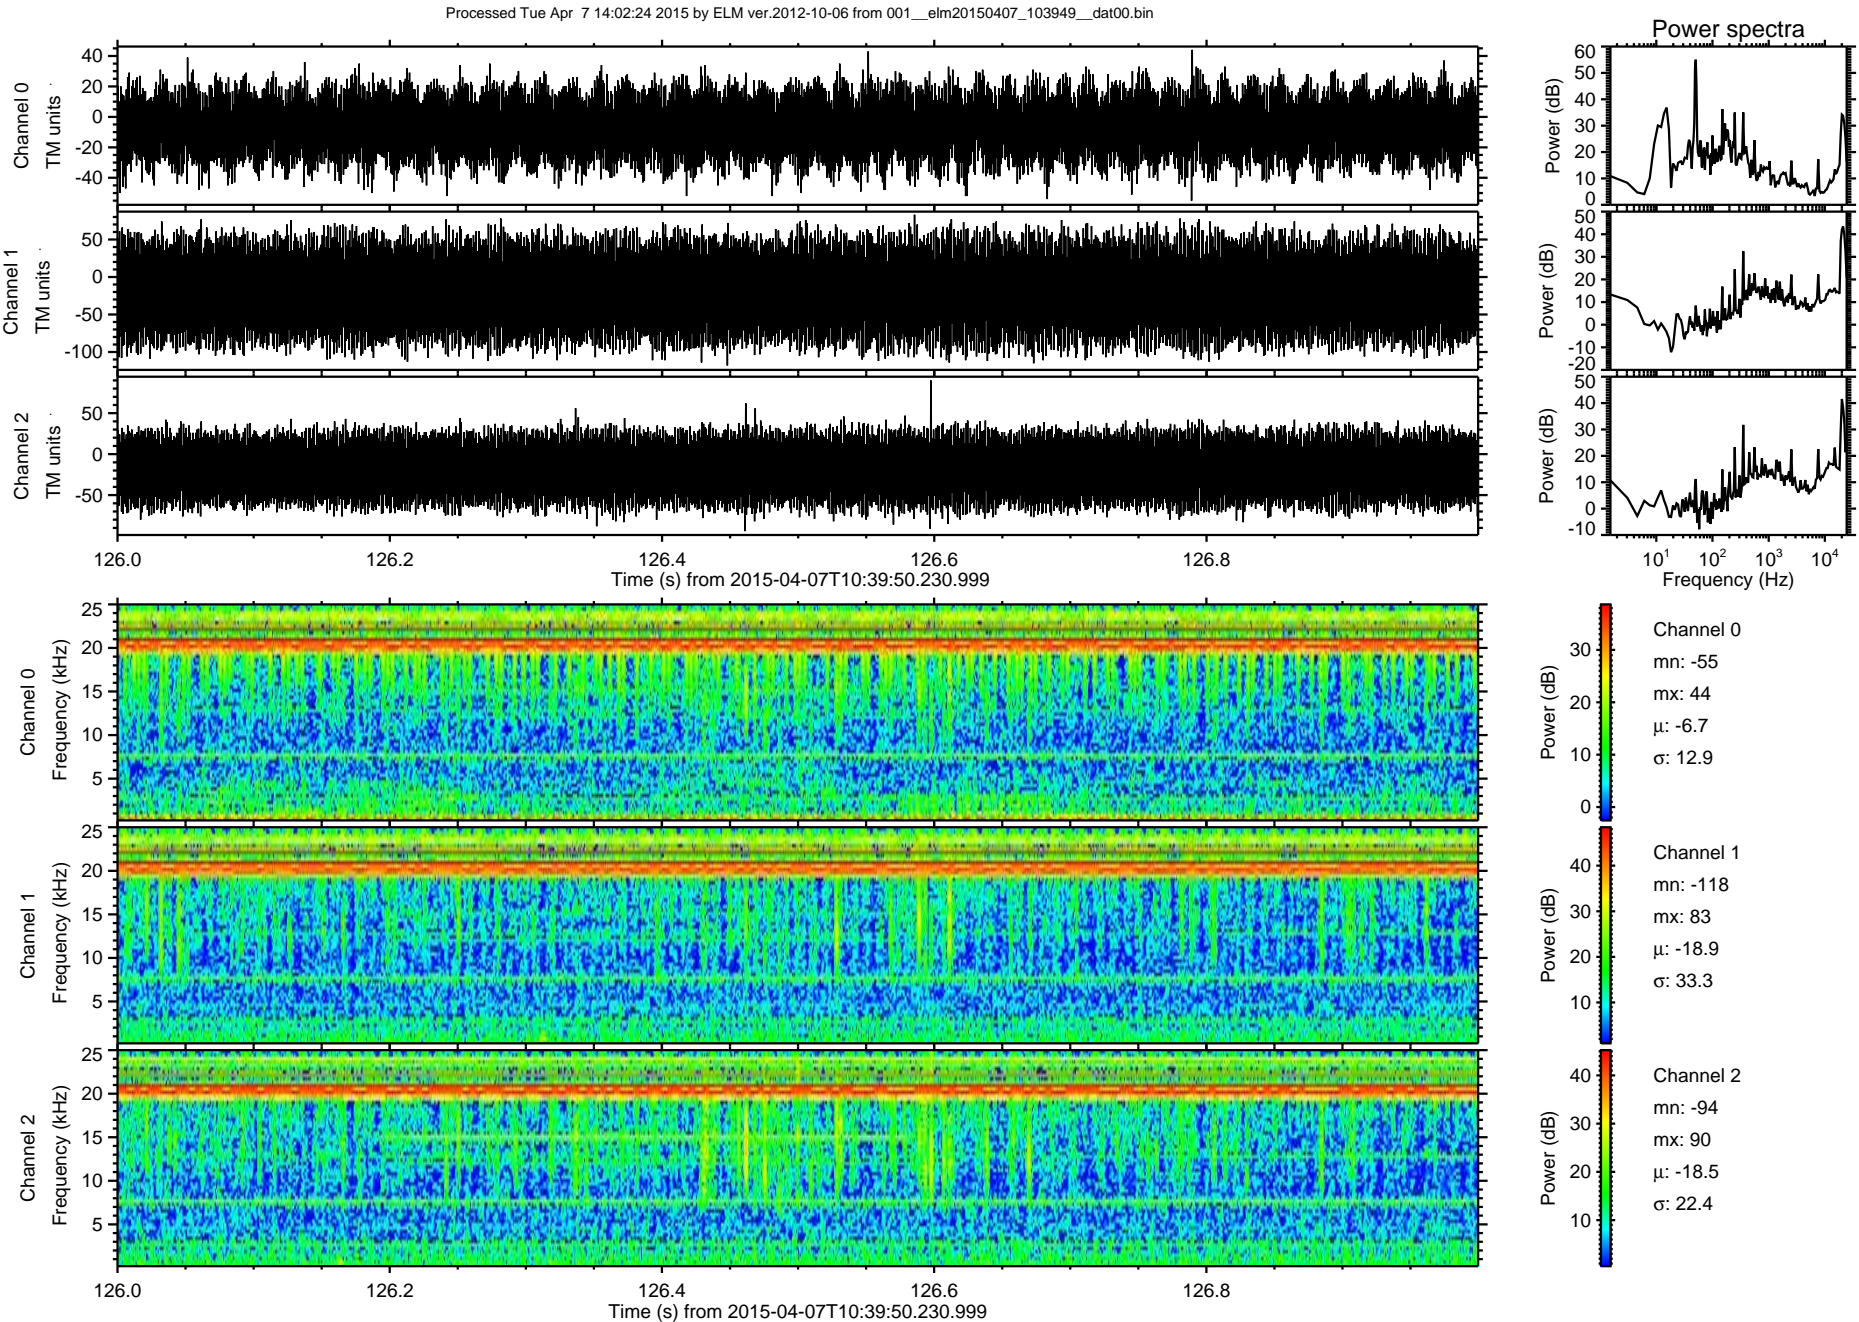 Processed Tue Apr  7 14:02:24 2015 by ELM ver.2012-10-06 from 001__elm20150407_103949__dat00.bin
Power spectra
Channel 0
TM units
40
20
0
-20
-40
Power (dB)
60
50
40
30
20
10
0
Channel 1
TM units
50
0
-50
-100
Power (dB)
50
40
30
20
10
0
-10
-20
Channel 2
TM units
50
0
-50
Power (dB)
50
40
30
20
10
0
-10
126.0 126.2 126.4 126.6 126.8
Time (s) from 2015-04-07T10:39:50.230.999
10¹ 10² 10³ 10⁴
Frequency (Hz)
Channel 0
Frequency (kHz)
25
20
15
10
5
Power (dB)
30
20
10
0
Channel 0
mn: -55
mx: 44
μ: -6.7
σ: 12.9
Channel 1
Frequency (kHz)
25
20
15
10
5
Power (dB)
40
30
20
10
Channel 1
mn: -118
mx: 83
μ: -18.9
σ: 33.3
Channel 2
Frequency (kHz)
25
20
15
10
5
Power (dB)
40
30
20
10
Channel 2
mn: -94
mx: 90
μ: -18.5
σ: 22.4
126.0 126.2 126.4 126.6 126.8
Time (s) from 2015-04-07T10:39:50.230.999